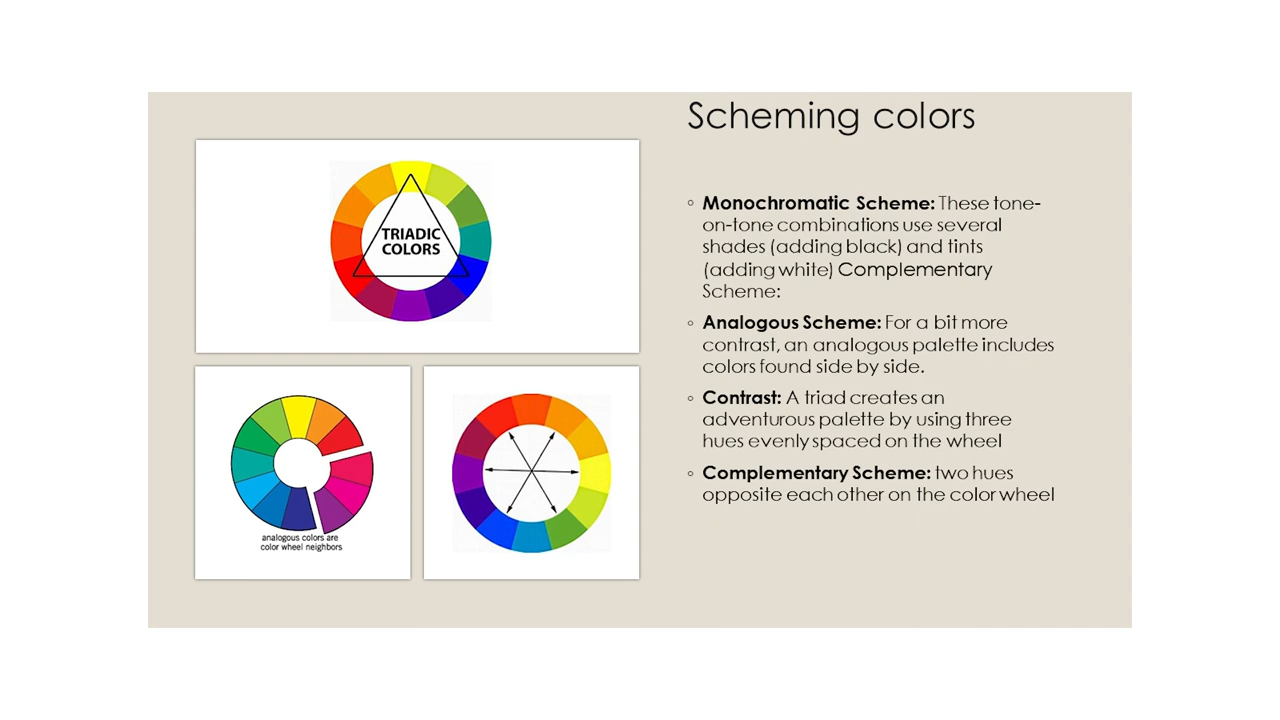 Scheming colors
TRIADIC
COLORS
analogous colors are
color wheel neighbors
◦ Monochromatic Scheme: These tone-
on-tone combinations use several
shades (adding black) and tints
(adding white) Complementary
Scheme:
◦ Analogous Scheme: For a bit more
contrast, an analogous palette includes
colors found side by side.
◦ Contrast: A triad creates an
adventurous palette by using three
hues evenly spaced on the wheel
◦ Complementary Scheme: two hues
opposite each other on the color wheel